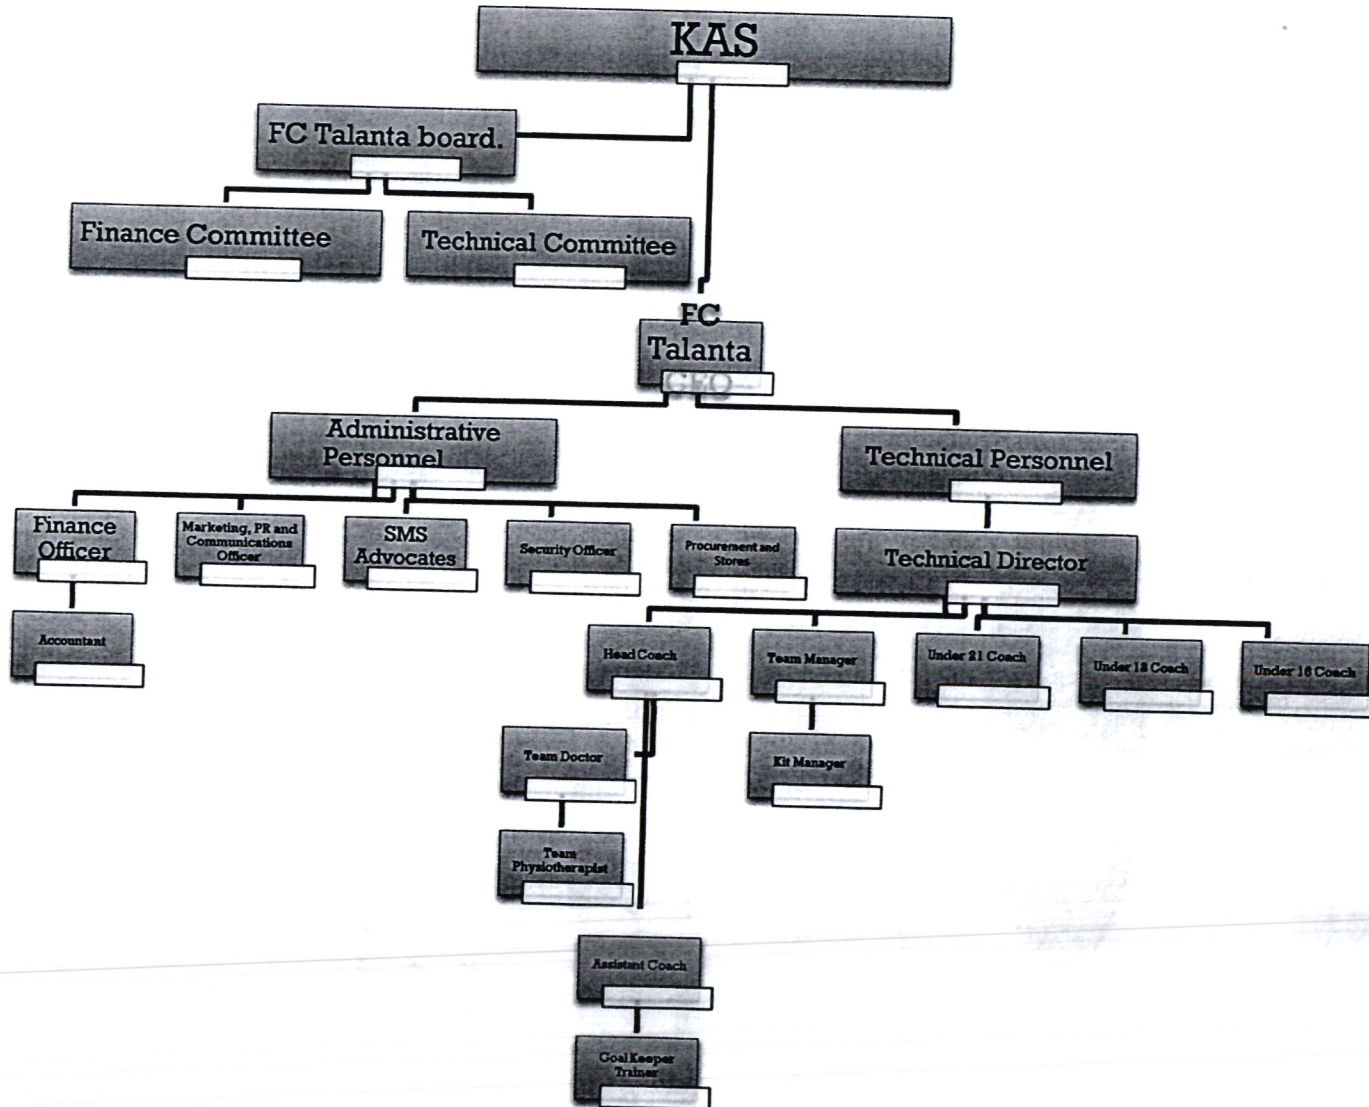 KAS
FC Talanta board.
Finance Committee
Technical Committee
FC
Talanta
CEO
Administrative
Personnel
Technical Personnel
Finance
Officer
Marketing, PR and
Communications
Officer
SMS
Advocates
Security Officer
Procurement and
Stores
Technical Director
Accountant
Head Coach
Team Manager
Under 21 Coach
Under 18 Coach
Under 16 Coach
Team Doctor
Kit Manager
Team
Physiotherapist
Assistant Coach
Goal Keeper
Trainer